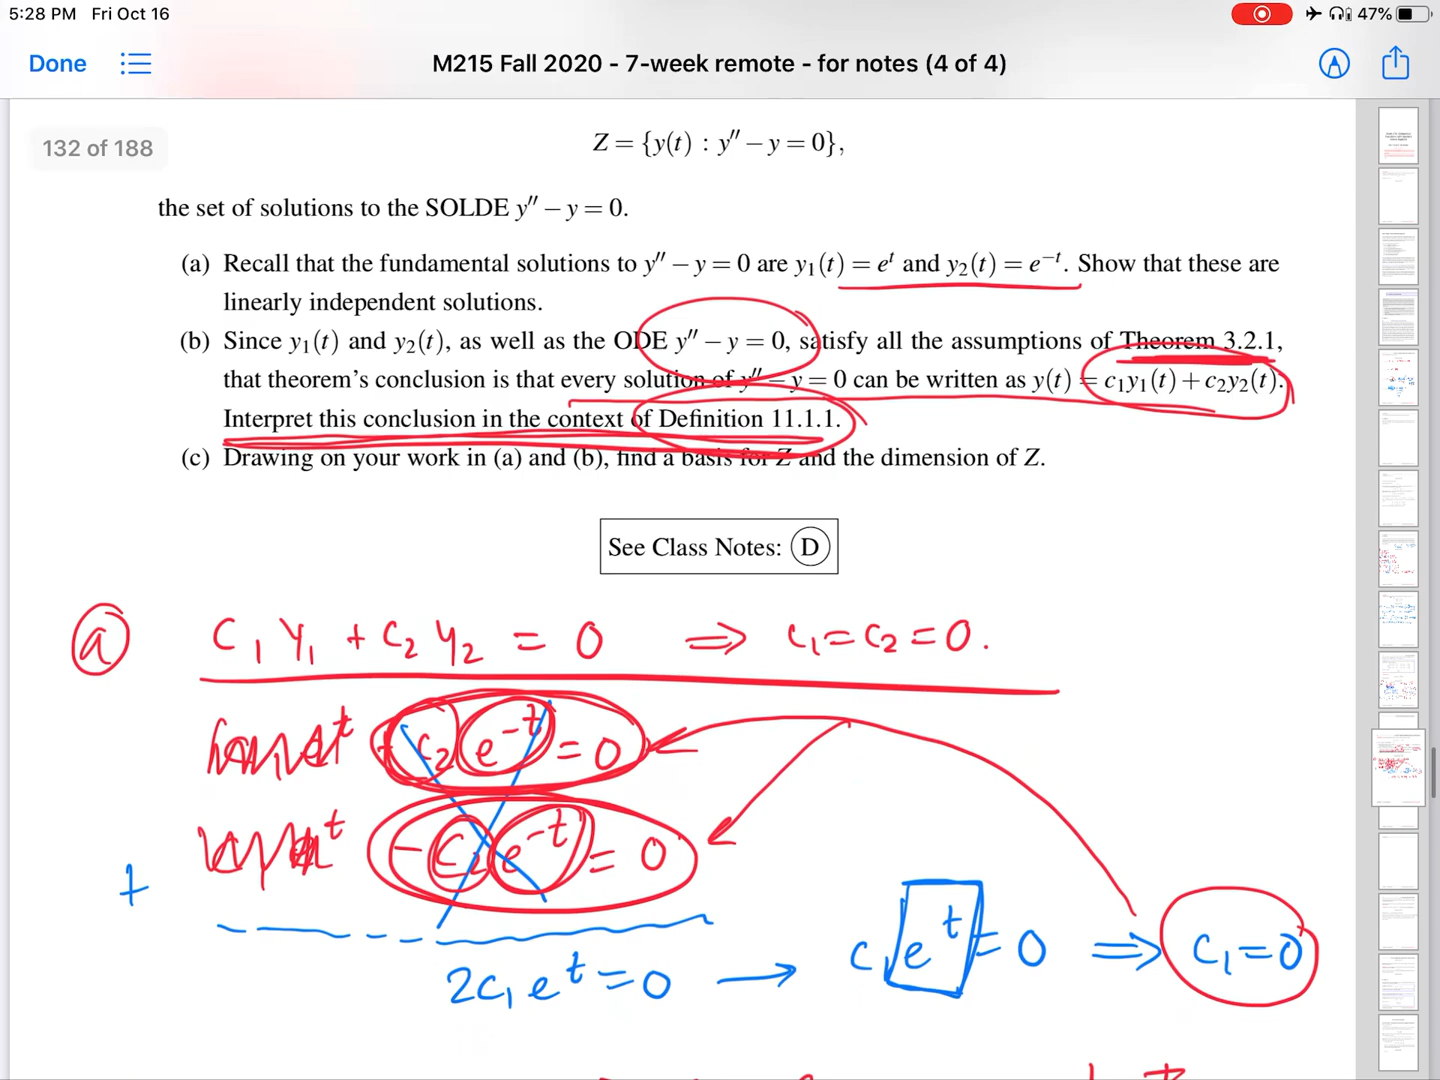 5:28 PM Fri Oct 16
47%
Done
M215 Fall 2020 - 7-week remote - for notes (4 of 4)
132 of 188
Z = {y(t) : y″ − y = 0},
the set of solutions to the SOLDE y″ − y = 0.
(a) Recall that the fundamental solutions to y″ − y = 0 are y₁(t) = eᵗ and y₂(t) = e⁻ᵗ. Show that these are
linearly independent solutions.
(b) Since y₁(t) and y₂(t), as well as the ODE y″ − y = 0, satisfy all the assumptions of Theorem 3.2.1,
that theorem's conclusion is that every solution of y″ − y = 0 can be written as y(t) = c₁y₁(t) + c₂y₂(t).
Interpret this conclusion in the context of Definition 11.1.1.
(c) Drawing on your work in (a) and (b), find a basis for Z and the dimension of Z.
See Class Notes: D
a c₁ y₁ + c₂ y₂ = 0 ⇒ c₁ = c₂ = 0.
c₂ e⁻ᵗ = 0
− c₂ e⁻ᵗ = 0
+
2c₁ eᵗ = 0 → c₁ eᵗ = 0 ⇒ c₁ = 0